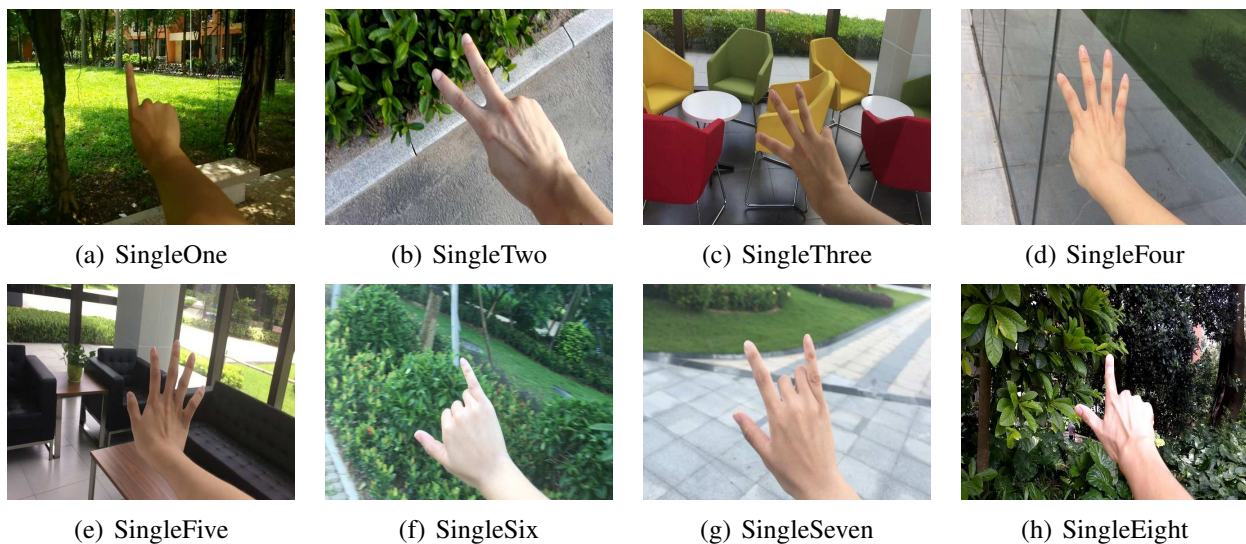 (a) SingleOne
(b) SingleTwo
(c) SingleThree
(d) SingleFour
(e) SingleFive
(f) SingleSix
(g) SingleSeven
(h) SingleEight